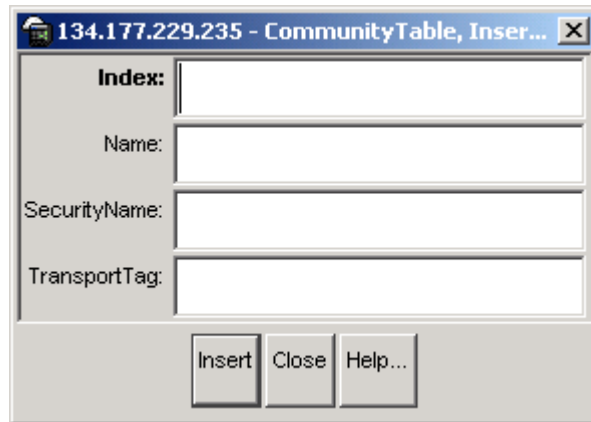 134.177.229.235 - CommunityTable, Inser...
Index:
Name:
SecurityName:
TransportTag:
Insert Close Help...